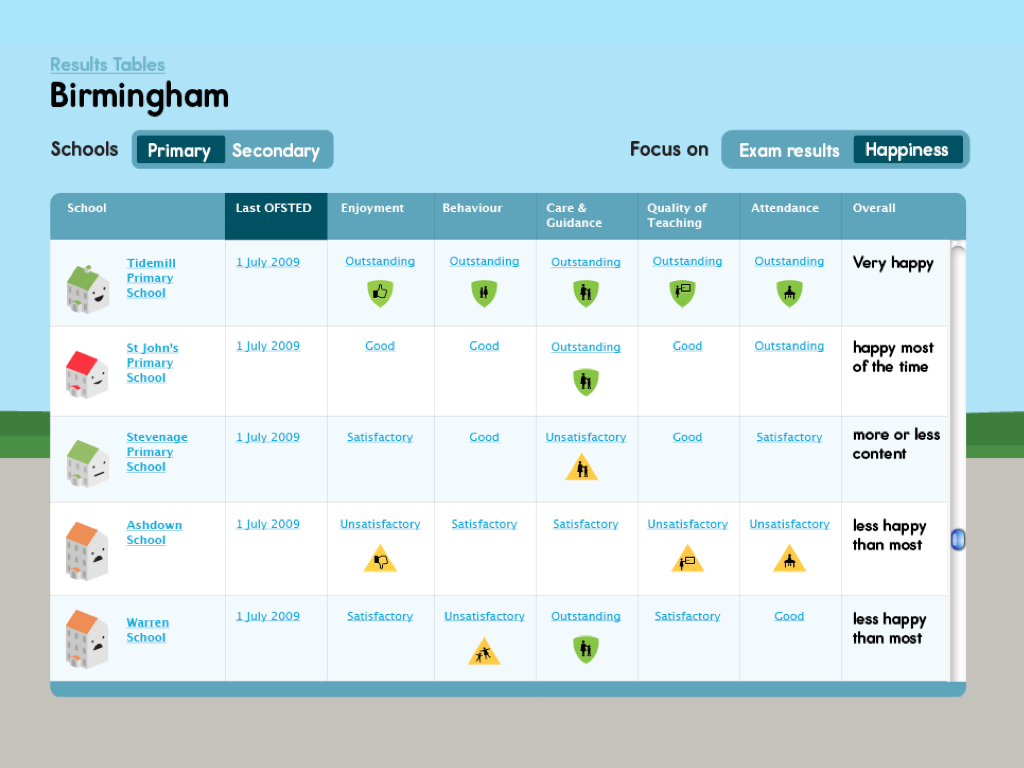 Results Tables
Birmingham
Schools Primary Secondary Focus on Exam results Happiness
School Last OFSTED Enjoyment Behaviour Care & Guidance Quality of Teaching Attendance Overall
Tidemill Primary School 1 July 2009 Outstanding Outstanding Outstanding Outstanding Outstanding Very happy
St John's Primary School 1 July 2009 Good Good Outstanding Good Outstanding happy most of the time
Stevenage Primary School 1 July 2009 Satisfactory Good Unsatisfactory Good Satisfactory more or less content
Ashdown School 1 July 2009 Unsatisfactory Satisfactory Satisfactory Unsatisfactory Unsatisfactory less happy than most
Warren School 1 July 2009 Satisfactory Unsatisfactory Outstanding Satisfactory Good less happy than most